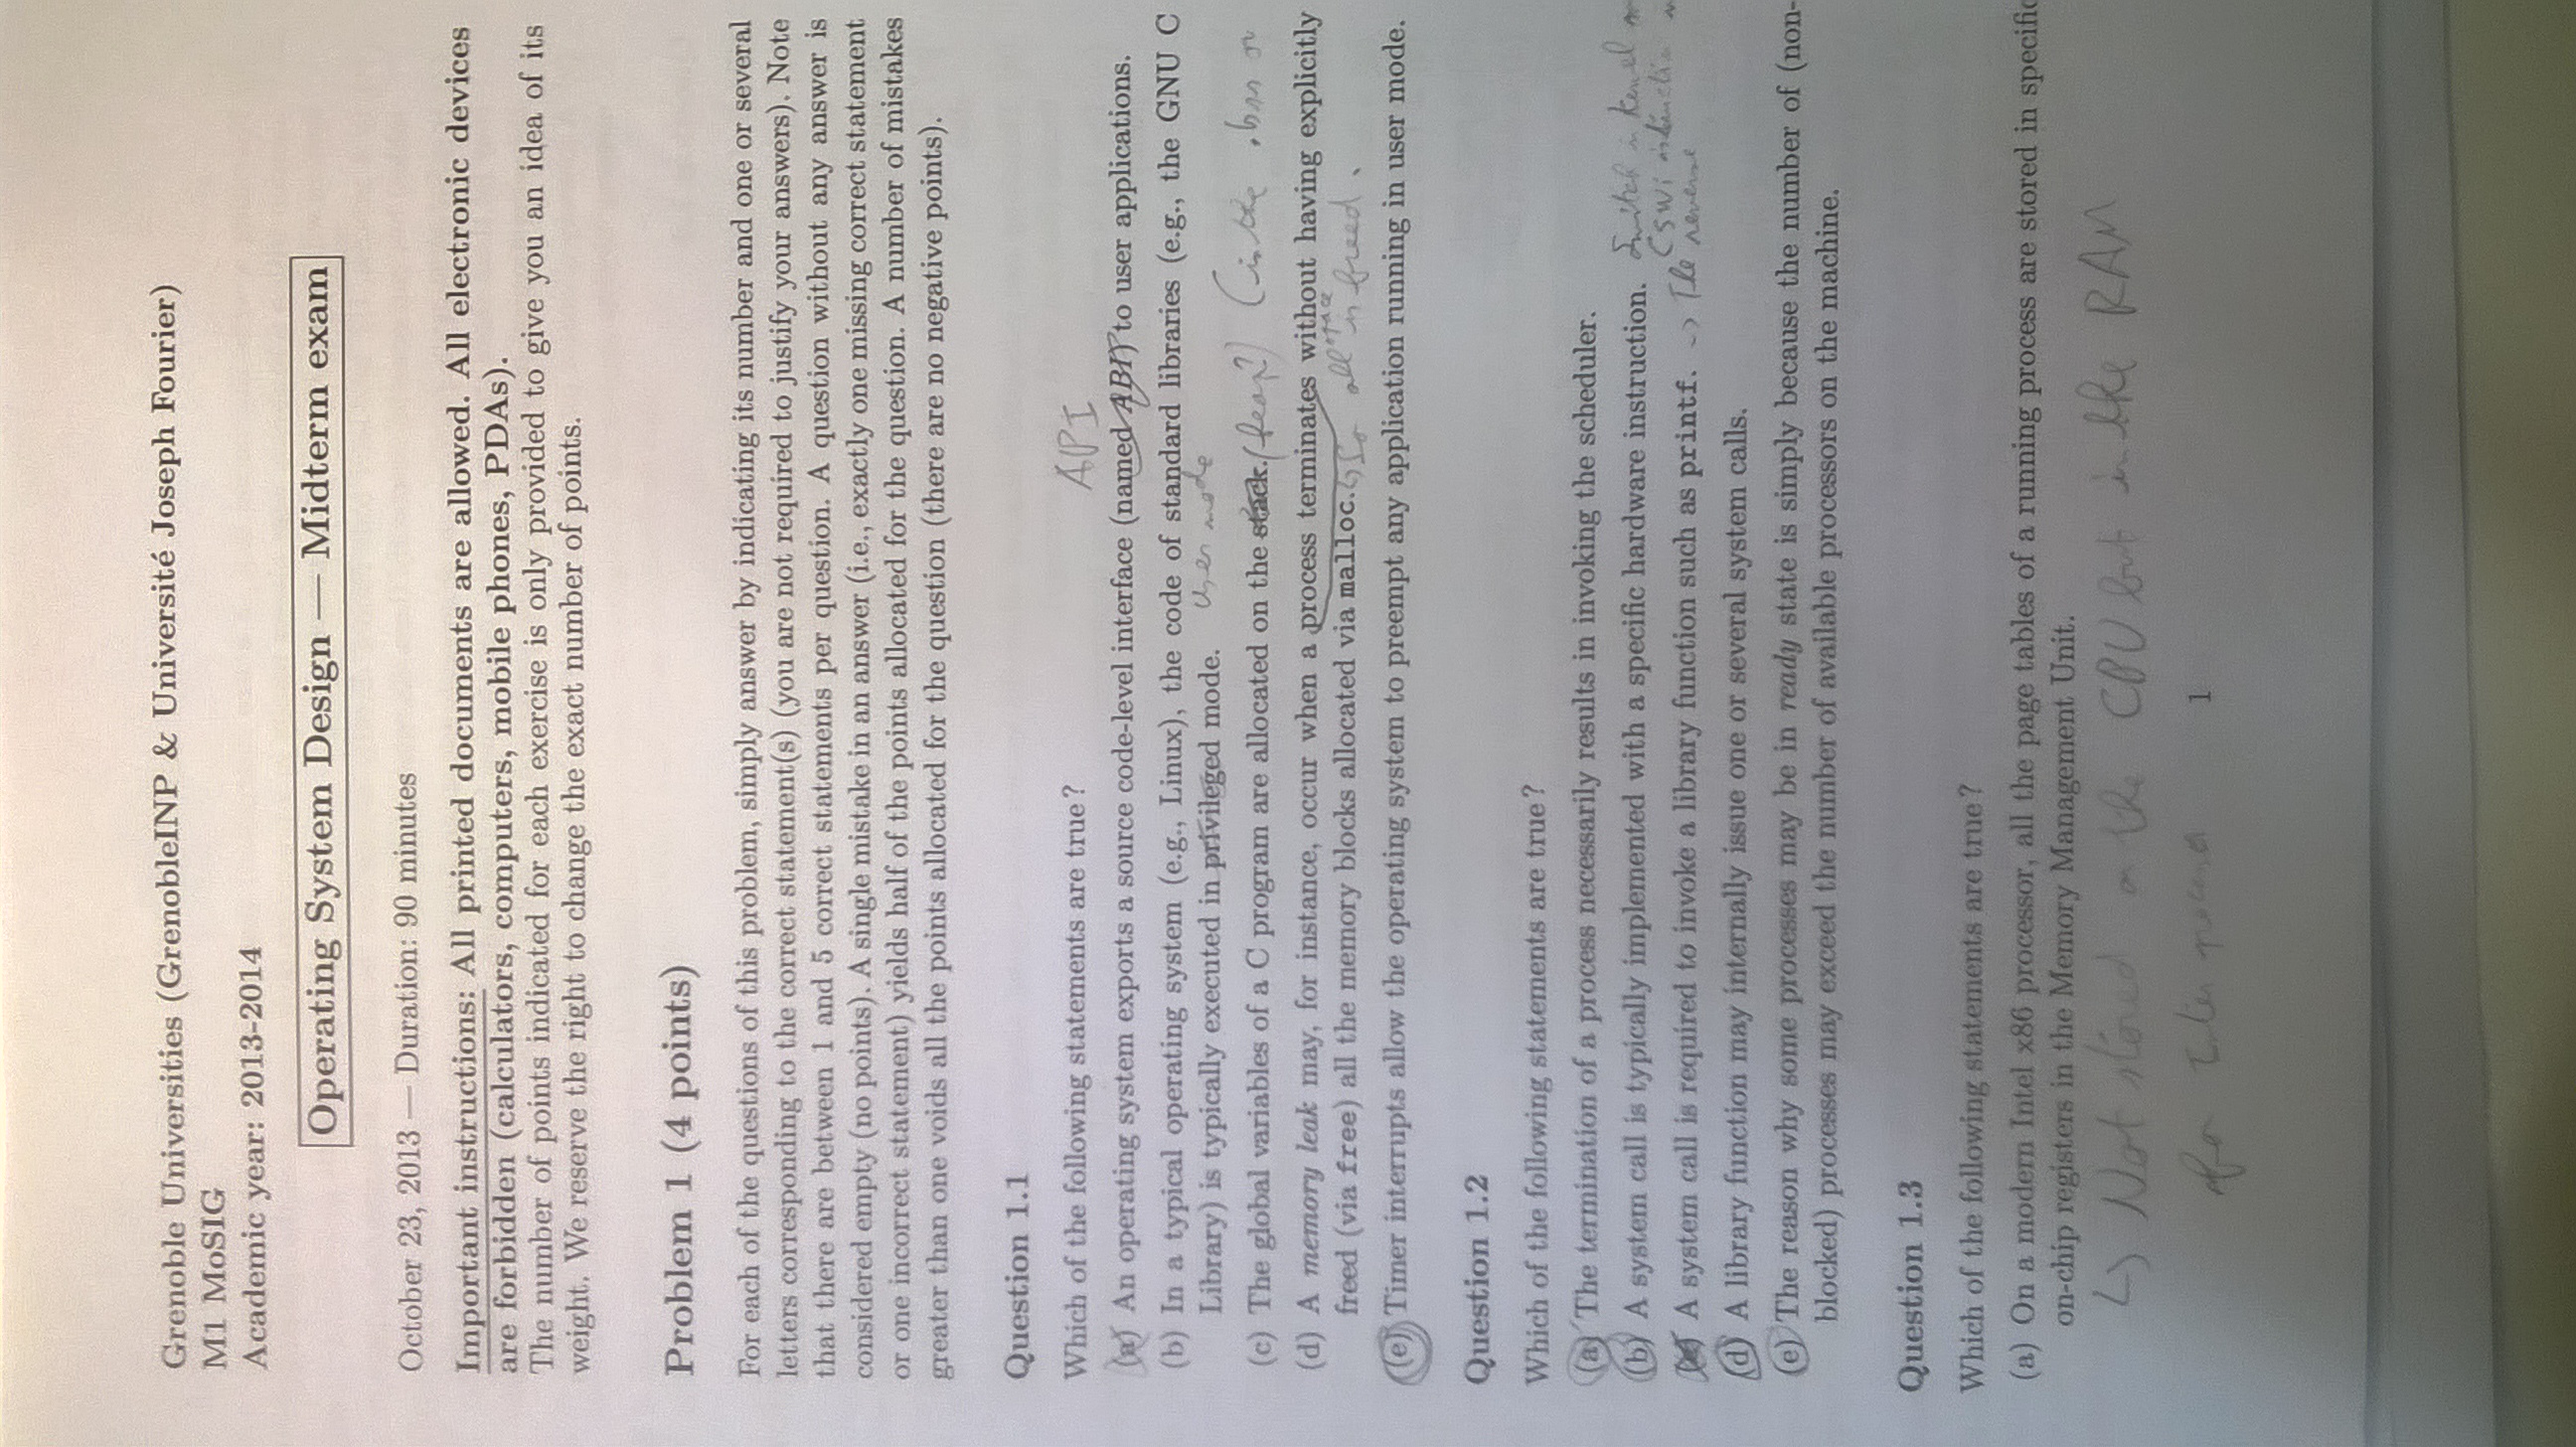 Grenoble Universities (GrenobleINP & Université Joseph Fourier)
M1 MoSIG
Academic year: 2013-2014
Operating System Design — Midterm exam
October 23, 2013 — Duration: 90 minutes
Important instructions: All printed documents are allowed. All electronic devices
are forbidden (calculators, computers, mobile phones, PDAs).
The number of points indicated for each exercise is only provided to give you an idea of its
weight. We reserve the right to change the exact number of points.
Problem 1 (4 points)
For each of the questions of this problem, simply answer by indicating its number and one or several
letters corresponding to the correct statement(s) (you are not required to justify your answers). Note
that there are between 1 and 5 correct statements per question. A question without any answer is
considered empty (no points). A single mistake in an answer (i.e., exactly one missing correct statement
or one incorrect statement) yields half of the points allocated for the question. A number of mistakes
greater than one voids all the points allocated for the question (there are no negative points).
Question 1.1
Which of the following statements are true?
API
(a) An operating system exports a source code-level interface (named ABI) to user applications.
(b) In a typical operating system (e.g., Linux), the code of standard libraries (e.g., the GNU C
Library) is typically executed in privileged mode.
user mode
(c) The global variables of a C program are allocated on the stack. (heap?) (in the .bss or
(d) A memory leak may, for instance, occur when a process terminates without having explicitly
freed (via free) all the memory blocks allocated via malloc.
all is freed.
(e) Timer interrupts allow the operating system to preempt any application running in user mode.
Question 1.2
Which of the following statements are true?
(a) The termination of a process necessarily results in invoking the scheduler.
(b) A system call is typically implemented with a specific hardware instruction. Switch in kernel
(SWI instruction
(c) A system call is required to invoke a library function such as printf. -> The reverse
(d) A library function may internally issue one or several system calls.
(e) The reason why some processes may be in ready state is simply because the number of (non-
blocked) processes may exceed the number of available processors on the machine.
Question 1.3
Which of the following statements are true?
(a) On a modern Intel x86 processor, all the page tables of a running process are stored in specific
on-chip registers in the Memory Management Unit.
Not stored on the CPU but in the RAM
for Intel
1